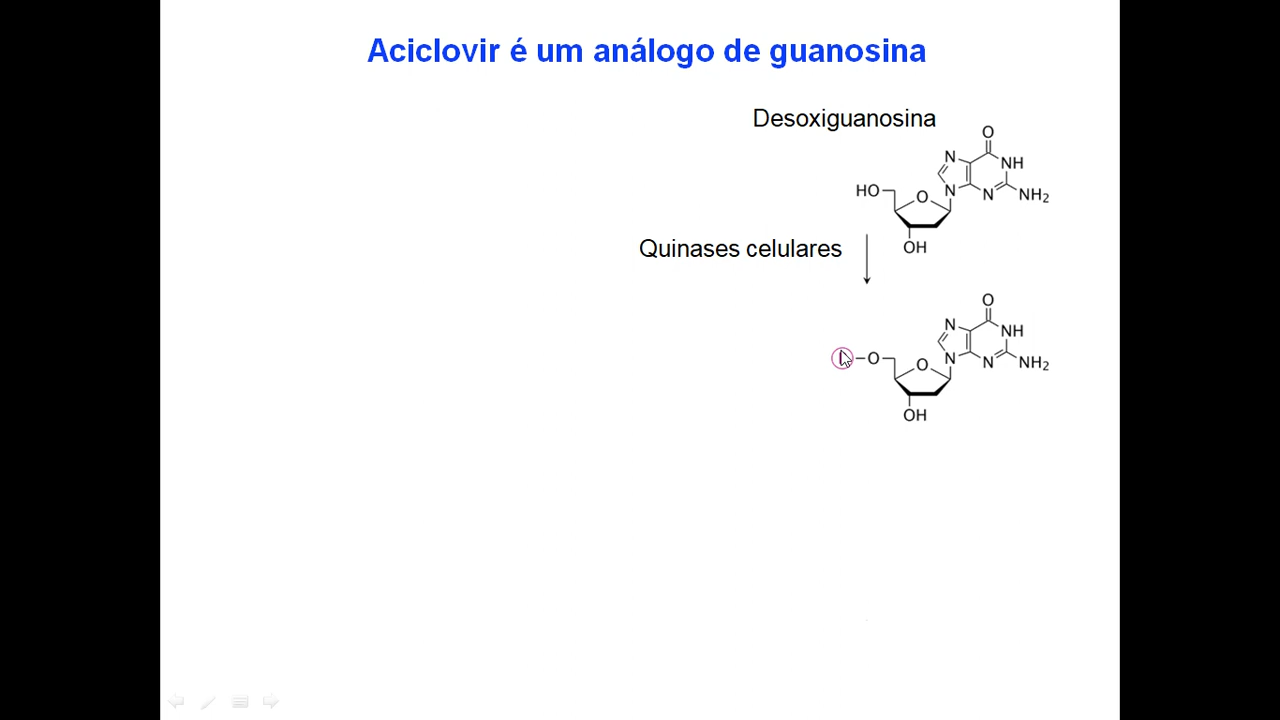 Aciclovir é um análogo de guanosina
Desoxiguanosina
O
N
NH
HO
O
N
N
NH2
OH
Quinases celulares
O
N
NH
O
O
N
N
NH2
OH